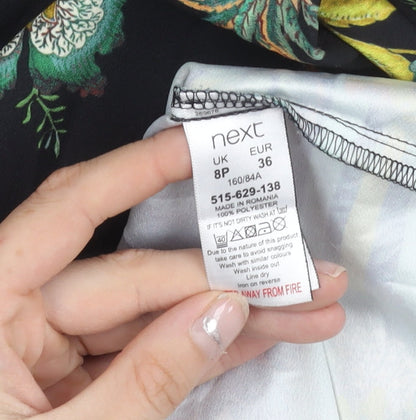 next
UK EUR
8P 36
160/84A
515-629-138
MADE IN ROMANIA
100% POLYESTER
IF IT'S NOT DIRTY WASH AT
40
Due to the nature of this product
take care to avoid snagging
Wash with similar colours
Wash inside out
Line dry
Iron on reverse
AWAY FROM FIRE